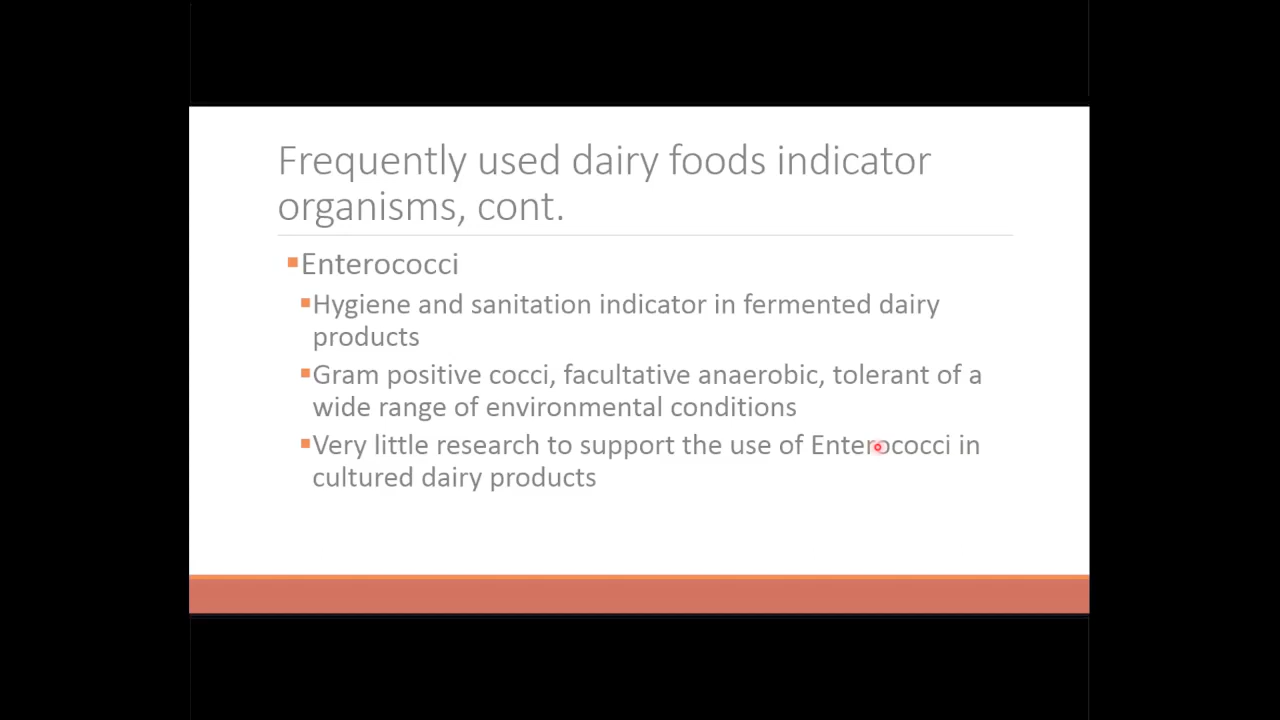 Frequently used dairy foods indicator
organisms, cont.
Enterococci
Hygiene and sanitation indicator in fermented dairy
products
Gram positive cocci, facultative anaerobic, tolerant of a
wide range of environmental conditions
Very little research to support the use of Enterococci in
cultured dairy products